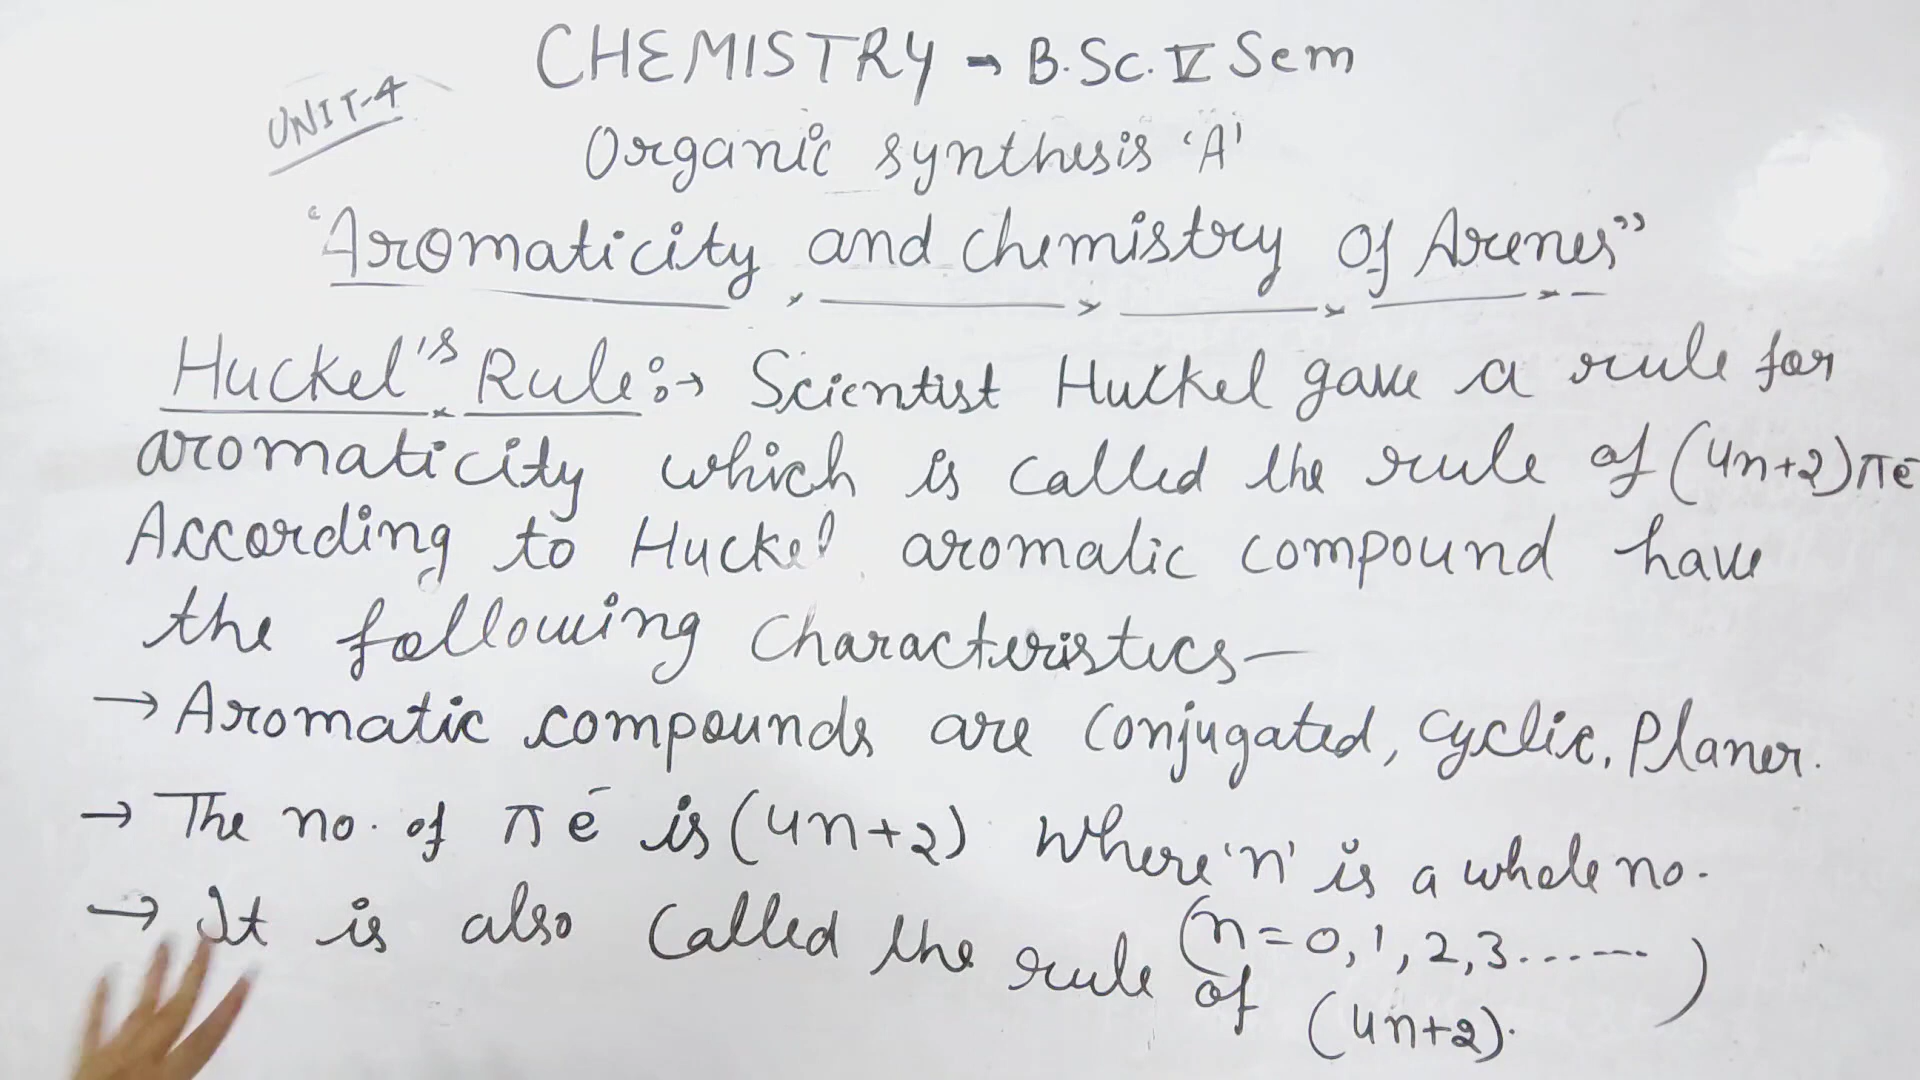 CHEMISTRY → B.Sc. V Sem
UNIT-4
Organic synthesis 'A'
"Aromaticity and chemistry Of Arenes"
Huckel's Rule:→ Scientist Huckel gave a rule for
aromaticity which is called the rule of (4n+2)πē
According to Huckel aromatic compound have
the following characteristics—
→ Aromatic compounds are conjugated, cyclic, Planer.
→ The no. of π ē is (4n+2) Where 'n' is a whole no.
(n=0,1,2,3.......)
→ It is also called the rule of (4n+2).